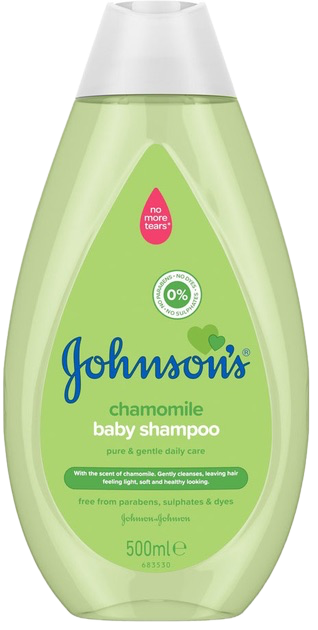 no
more
tears*
NO PARABENS • NO DYES • NO SULPHATES •
0%
Johnson's®
chamomile
baby shampoo
pure & gentle daily care
With the scent of chamomile. Gently cleanses, leaving hair
feeling light, soft and healthy looking.
free from parabens, sulphates & dyes
Johnson & Johnson
500ml℮
683530